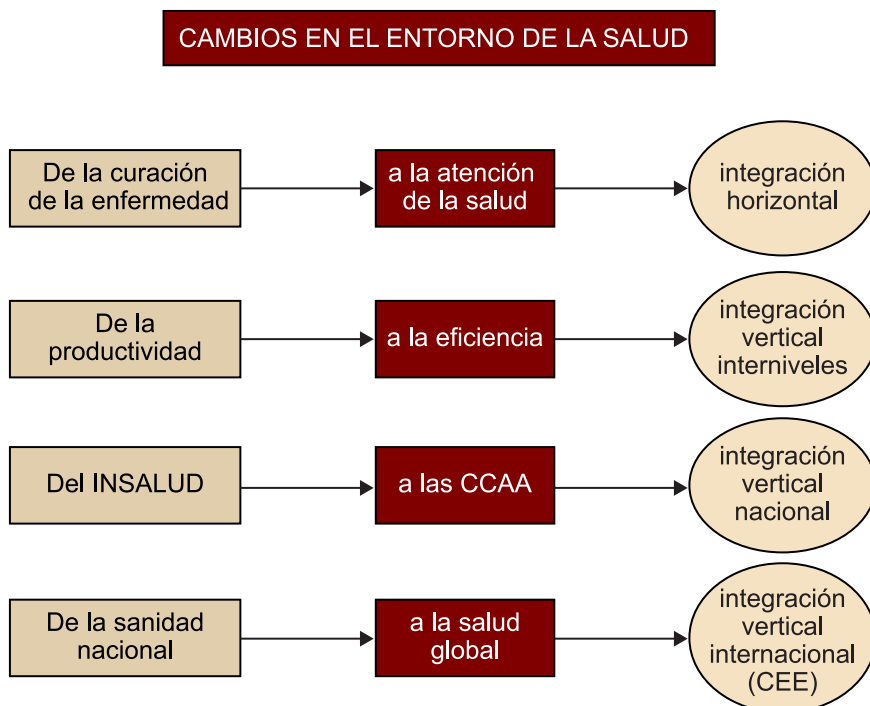 CAMBIOS EN EL ENTORNO DE LA SALUD
De la curación
de la enfermedad
a la atención
de la salud
integración
horizontal
De la
productividad
a la eficiencia
integración
vertical
interniveles
Del INSALUD
a las CCAA
integración
vertical
nacional
De la sanidad
nacional
a la salud
global
integración
vertical
internacional
(CEE)